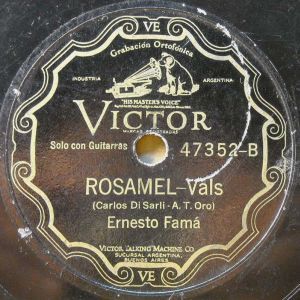 VE
Grabación Ortofónica
INDUSTRIA
ARGENTINA
"HIS MASTER'S VOICE"
VICTOR
MARCAS REGISTRADAS
Solo con Guitarras
47352-B
ROSAMEL-Vals
(Carlos Di Sarli - A. T. Oro)
Ernesto Famá
VICTOR TALKING MACHINE CO
SUCURSAL ARGENTINA,
BUENOS AIRES
VE